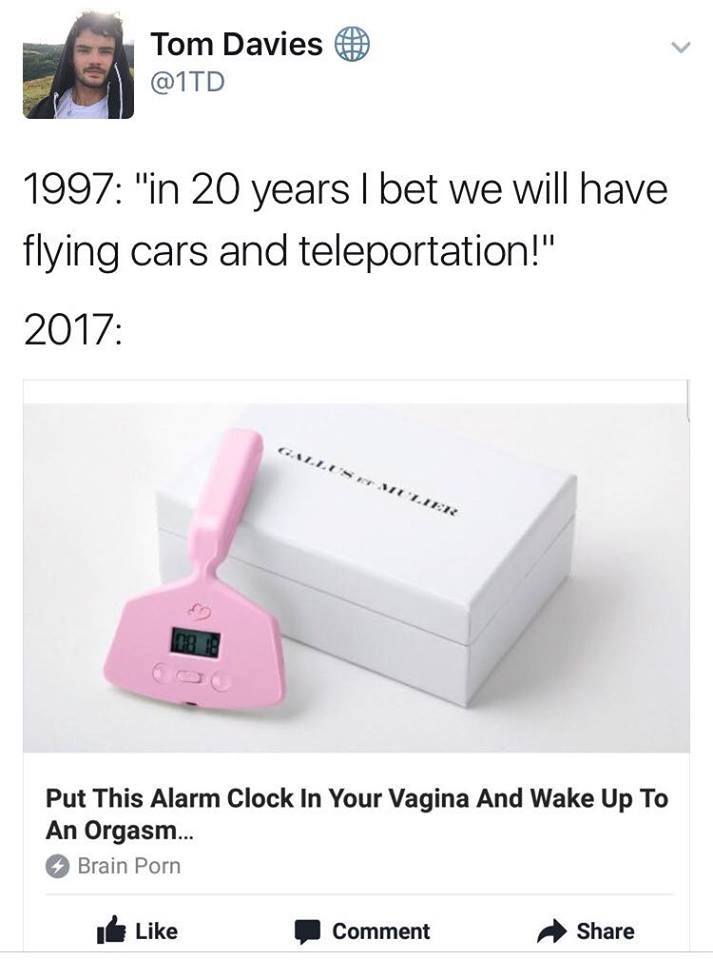 Tom Davies
@1TD
1997: "in 20 years I bet we will have
flying cars and teleportation!"
2017:
GALLUS ET MULIER
08 18
Put This Alarm Clock In Your Vagina And Wake Up To
An Orgasm...
Brain Porn
Like Comment Share